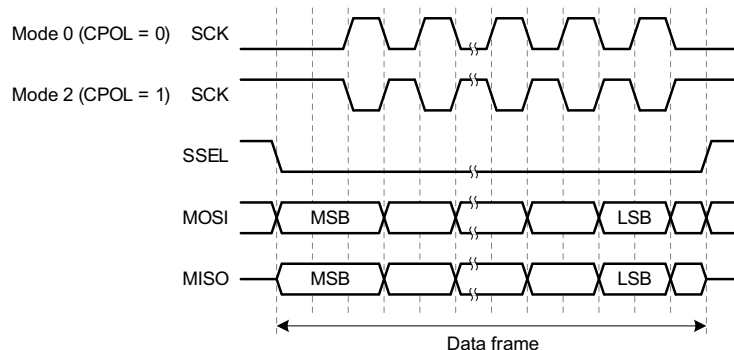 Mode 0 (CPOL = 0) SCK
Mode 2 (CPOL = 1) SCK
SSEL
MOSI MSB LSB
MISO MSB LSB
Data frame